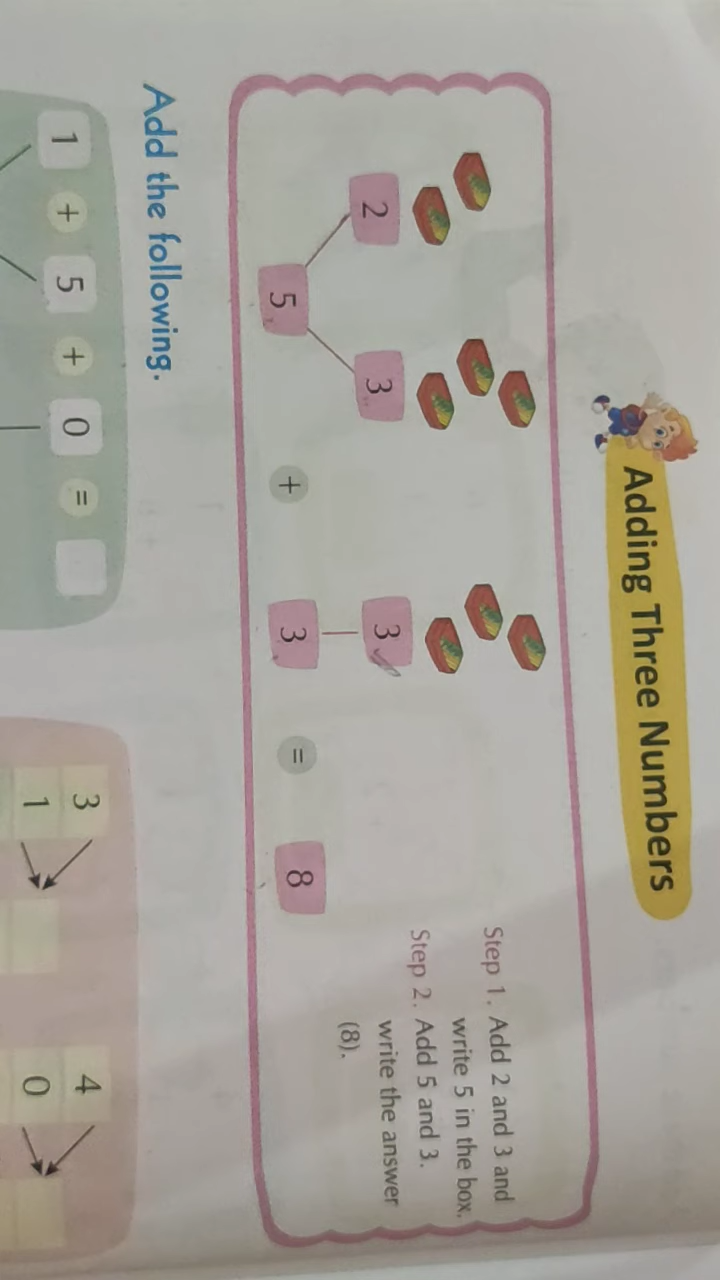 Adding Three Numbers
2 3 3
5 + 3 = 8
Step 1. Add 2 and 3 and
write 5 in the box.
Step 2. Add 5 and 3.
write the answer
(8).
Add the following.
1 + 5 + 0 =
3 4
1 0